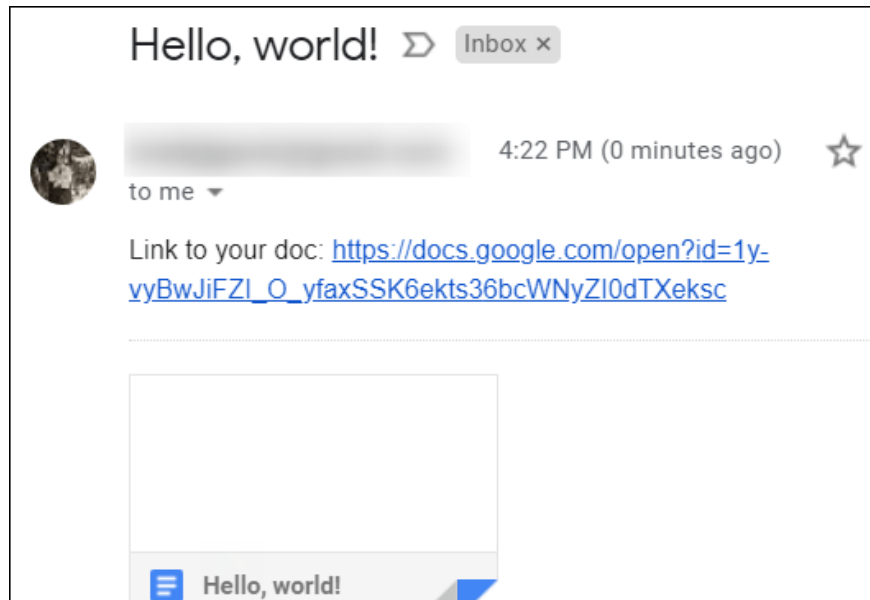 Hello, world! Inbox ×
4:22 PM (0 minutes ago)
to me
Link to your doc: https://docs.google.com/open?id=1y-
vyBwJiFZI_O_yfaxSSK6ekts36bcWNyZI0dTXeksc
Hello, world!